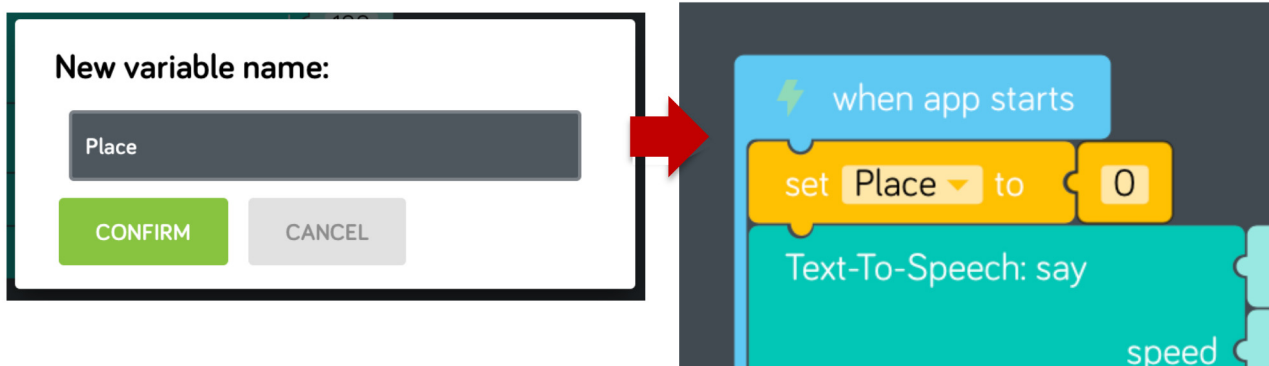 New variable name:
Place
CONFIRM CANCEL
when app starts
set Place to 0
Text-To-Speech: say
speed